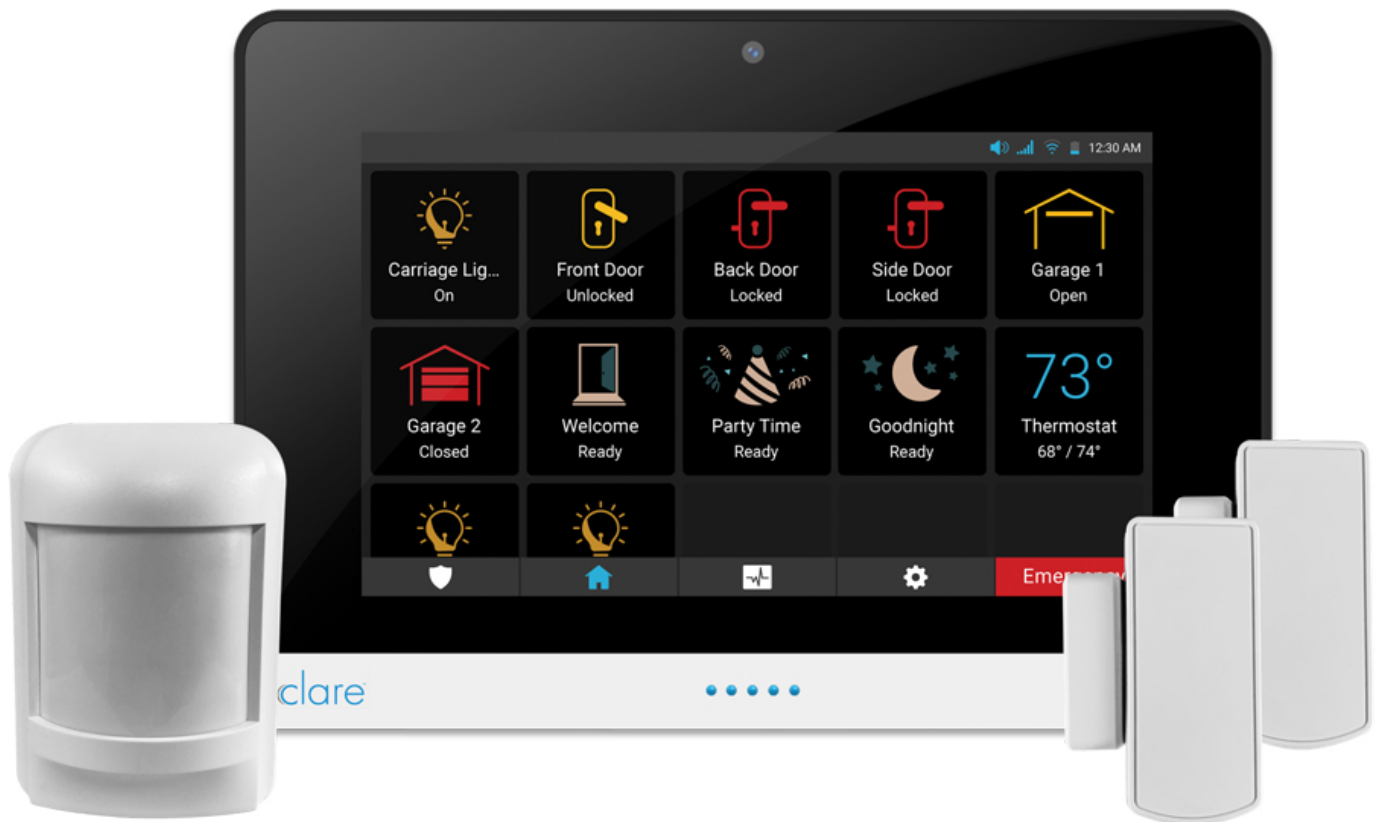 12:30 AM
Carriage Lig...
On
Front Door
Unlocked
Back Door
Locked
Side Door
Locked
Garage 1
Open
Garage 2
Closed
Welcome
Ready
Party Time
Ready
Goodnight
Ready
73°
Thermostat
68° / 74°
clare